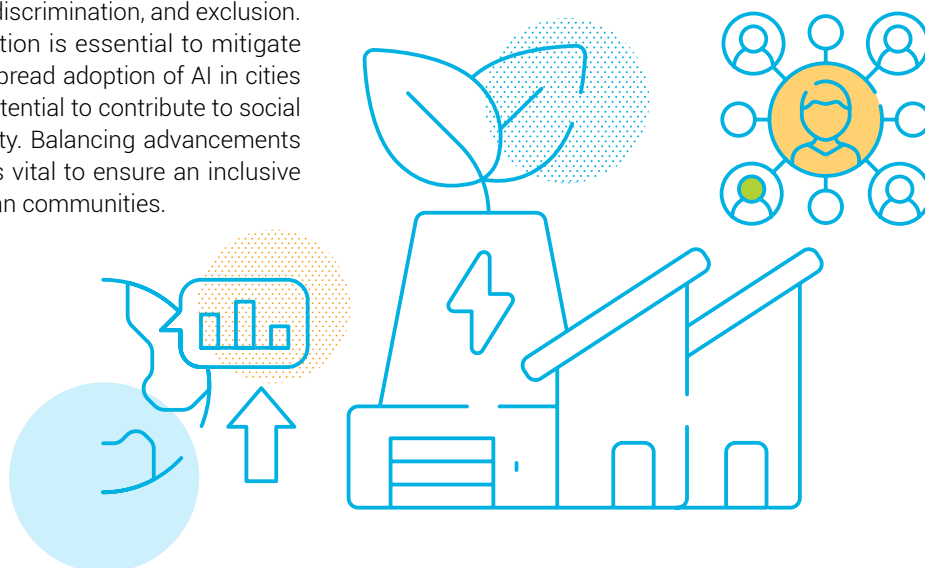 discrimination, and exclusion.
tion is essential to mitigate
pread adoption of AI in cities
tential to contribute to social
ty. Balancing advancements
s vital to ensure an inclusive
an communities.